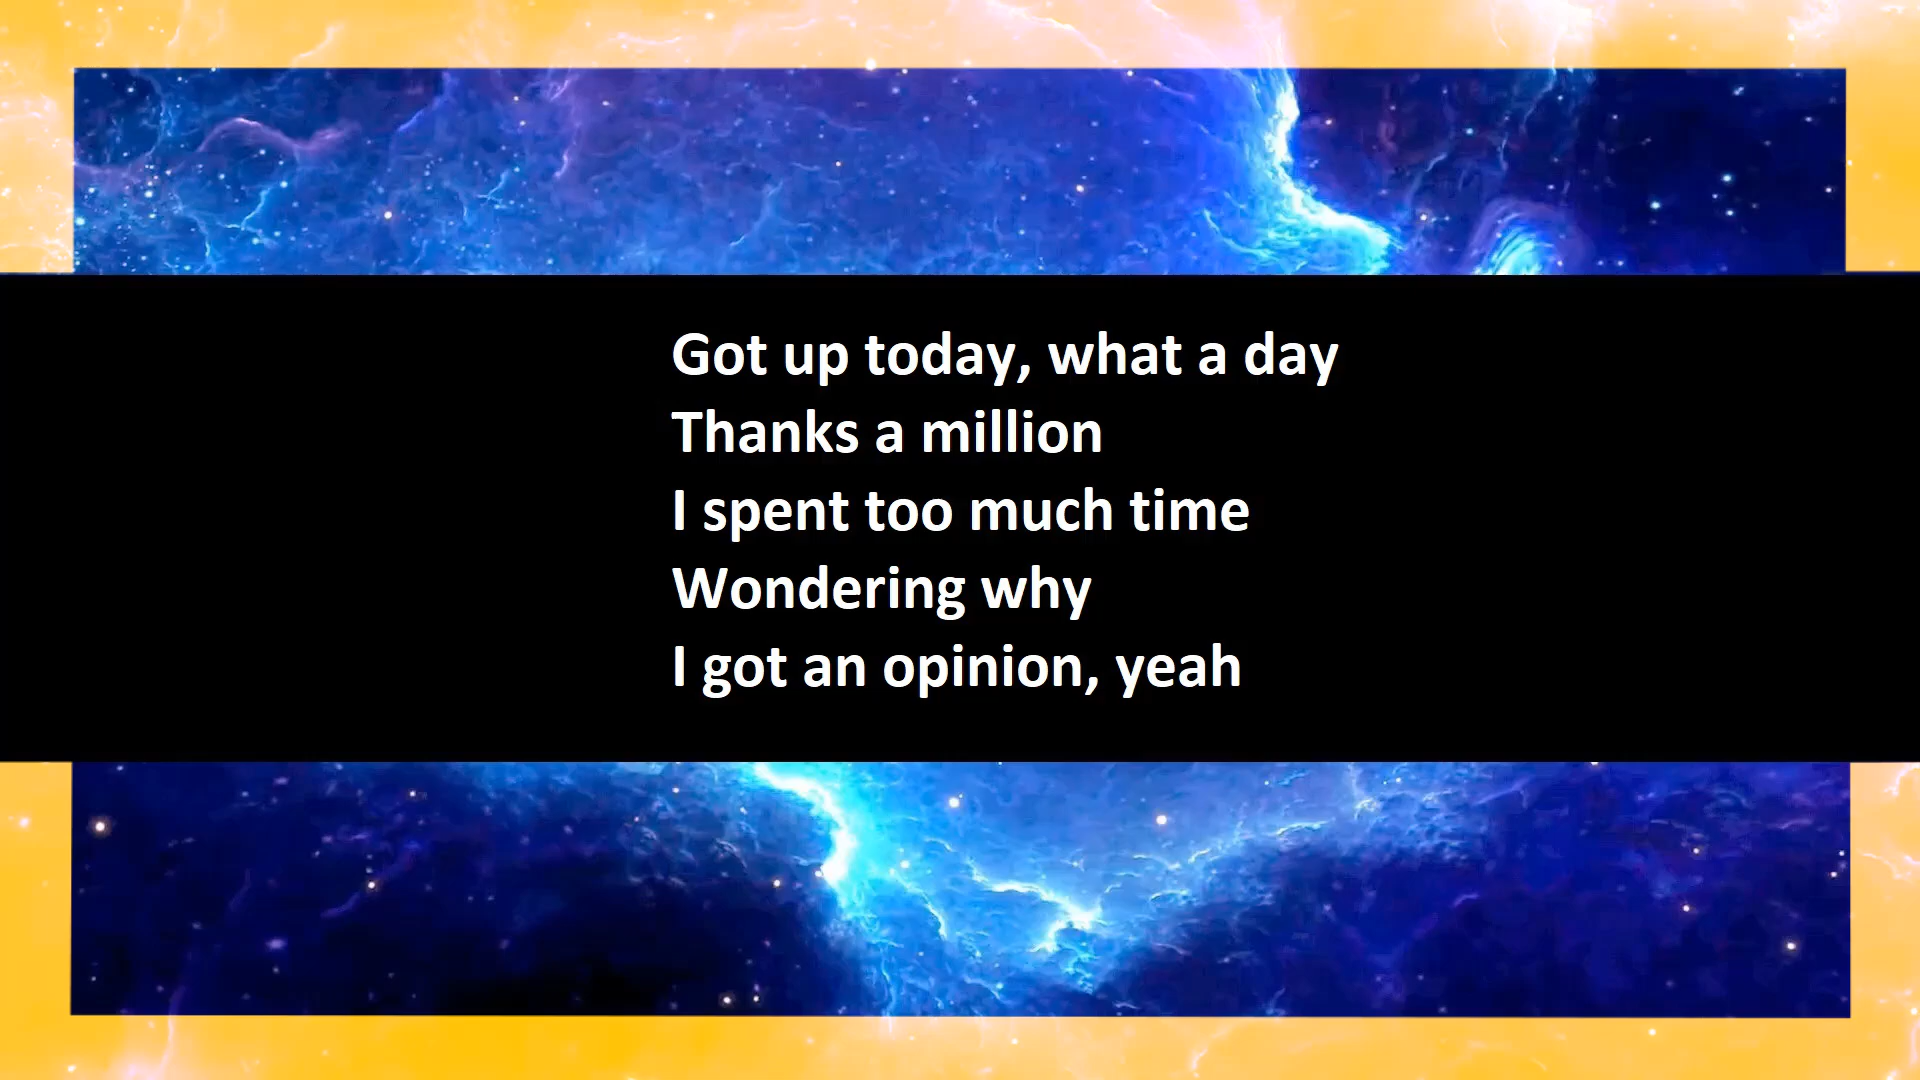 Got up today, what a day
Thanks a million
I spent too much time
Wondering why
I got an opinion, yeah